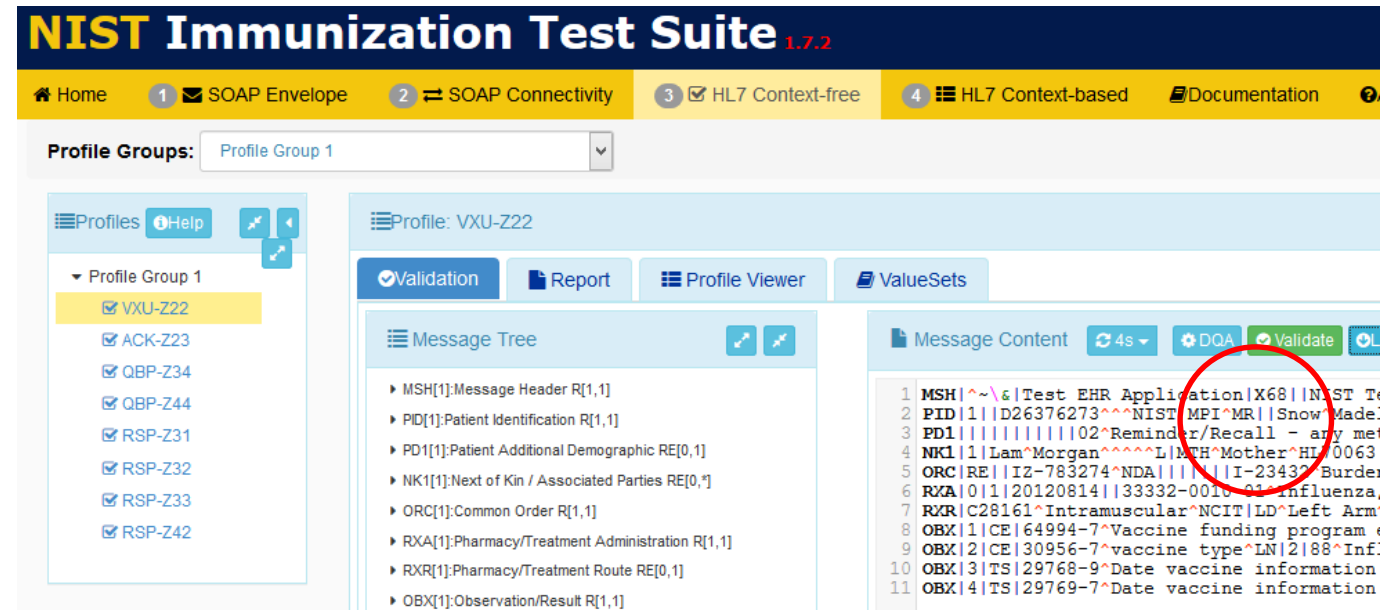 NIST Immunization Test Suite 1.7.2
Home 1 SOAP Envelope 2 SOAP Connectivity 3 HL7 Context-free 4 HL7 Context-based Documentation
Profile Groups: Profile Group 1
Profiles Help
Profile: VXU-Z22
Profile Group 1
VXU-Z22
ACK-Z23
QBP-Z34
QBP-Z44
RSP-Z31
RSP-Z32
RSP-Z33
RSP-Z42
Validation Report Profile Viewer ValueSets
Message Tree
MSH[1]:Message Header R[1,1]
PID[1]:Patient Identification R[1,1]
PD1[1]:Patient Additional Demographic RE[0,1]
NK1[1]:Next of Kin / Associated Parties RE[0,*]
ORC[1]:Common Order R[1,1]
RXA[1]:Pharmacy/Treatment Administration R[1,1]
RXR[1]:Pharmacy/Treatment Route RE[0,1]
OBX[1]:Observation/Result R[1,1]
Message Content 4s DQA Validate L
1 MSH|^~\&|Test EHR Application|X68||NIST Te
2 PID|1||D26376273^^^NIST MPI^MR||Snow^Madel
3 PD1|||||||||||02^Reminder/Recall - any met
4 NK1|1|Lam^Morgan^^^^^L|MTH^Mother^HL70063
5 ORC|RE||IZ-783274^NDA|||||||I-23432^Burden
6 RXA|0|1|20120814||33332-0010-01^Influenza,
7 RXR|C28161^Intramuscular^NCIT|LD^Left Arm^
8 OBX|1|CE|64994-7^Vaccine funding program e
9 OBX|2|CE|30956-7^vaccine type^LN|2|88^Infl
10 OBX|3|TS|29768-9^Date vaccine information
11 OBX|4|TS|29769-7^Date vaccine information